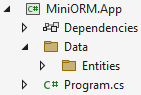 C# MiniORM.App
Dependencies
Data
Entities
C# Program.cs